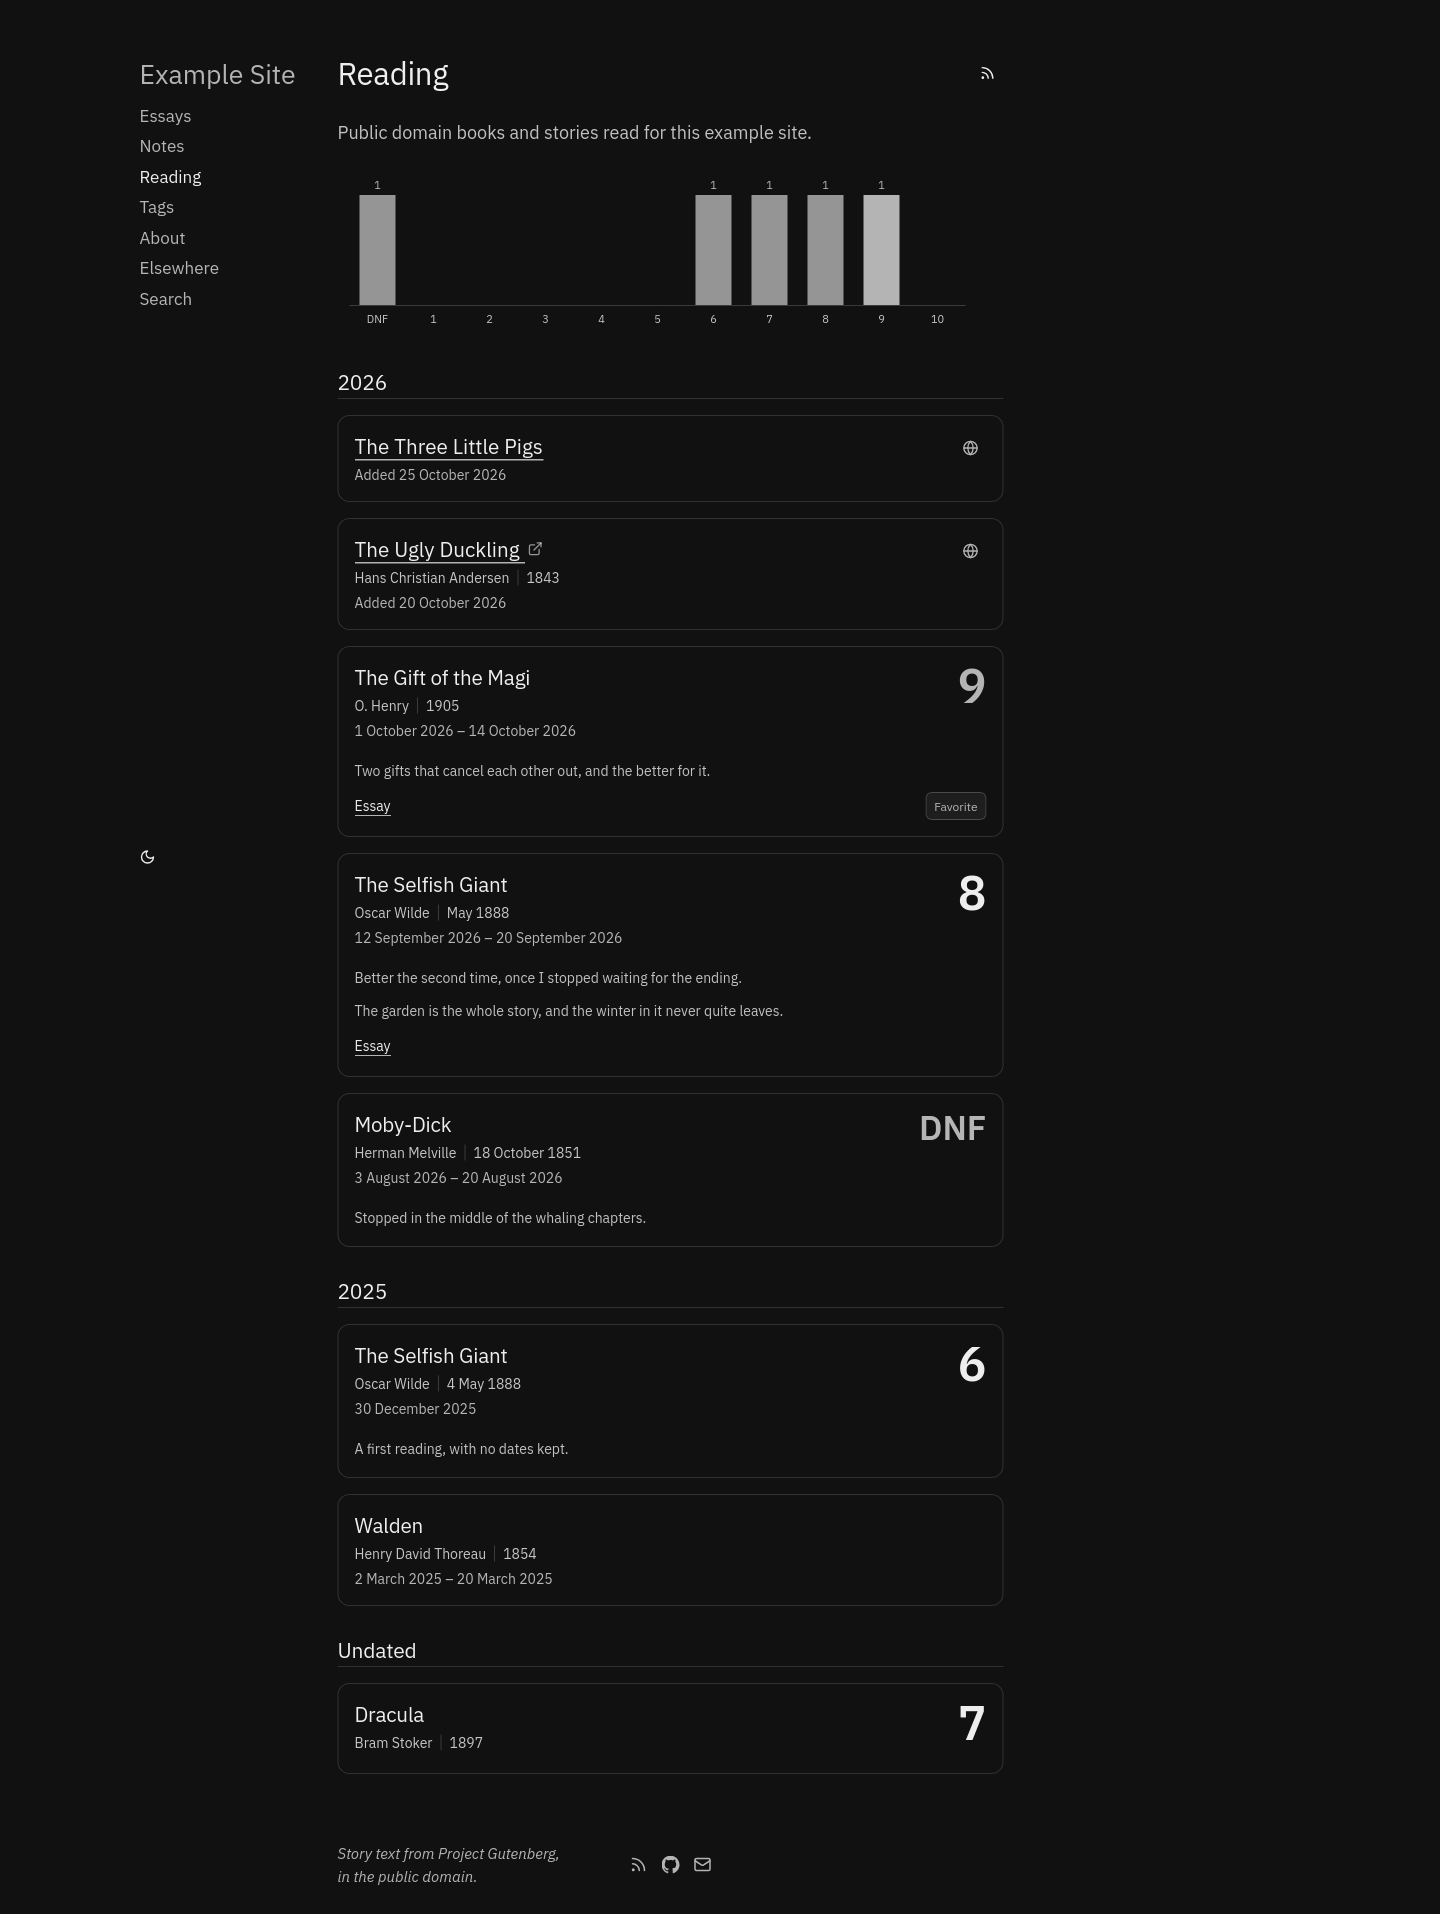 Example Site
Essays
Notes
Reading
Tags
About
Elsewhere
Search
Reading
Public domain books and stories read for this example site.
1 1 1 1 1
DNF 1 2 3 4 5 6 7 8 9 10
2026
The Three Little Pigs
Added 25 October 2026
The Ugly Duckling
Hans Christian Andersen 1843
Added 20 October 2026
The Gift of the Magi 9
O. Henry 1905
1 October 2026 – 14 October 2026
Two gifts that cancel each other out, and the better for it.
Essay Favorite
The Selfish Giant 8
Oscar Wilde May 1888
12 September 2026 – 20 September 2026
Better the second time, once I stopped waiting for the ending.
The garden is the whole story, and the winter in it never quite leaves.
Essay
Moby-Dick DNF
Herman Melville 18 October 1851
3 August 2026 – 20 August 2026
Stopped in the middle of the whaling chapters.
2025
The Selfish Giant 6
Oscar Wilde 4 May 1888
30 December 2025
A first reading, with no dates kept.
Walden
Henry David Thoreau 1854
2 March 2025 – 20 March 2025
Undated
Dracula 7
Bram Stoker 1897
Story text from Project Gutenberg,
in the public domain.